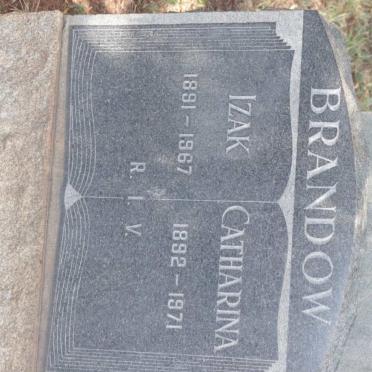 BRANDOW
IZAK CATHARINA
1891-1967 1892-1971
R. I. V.